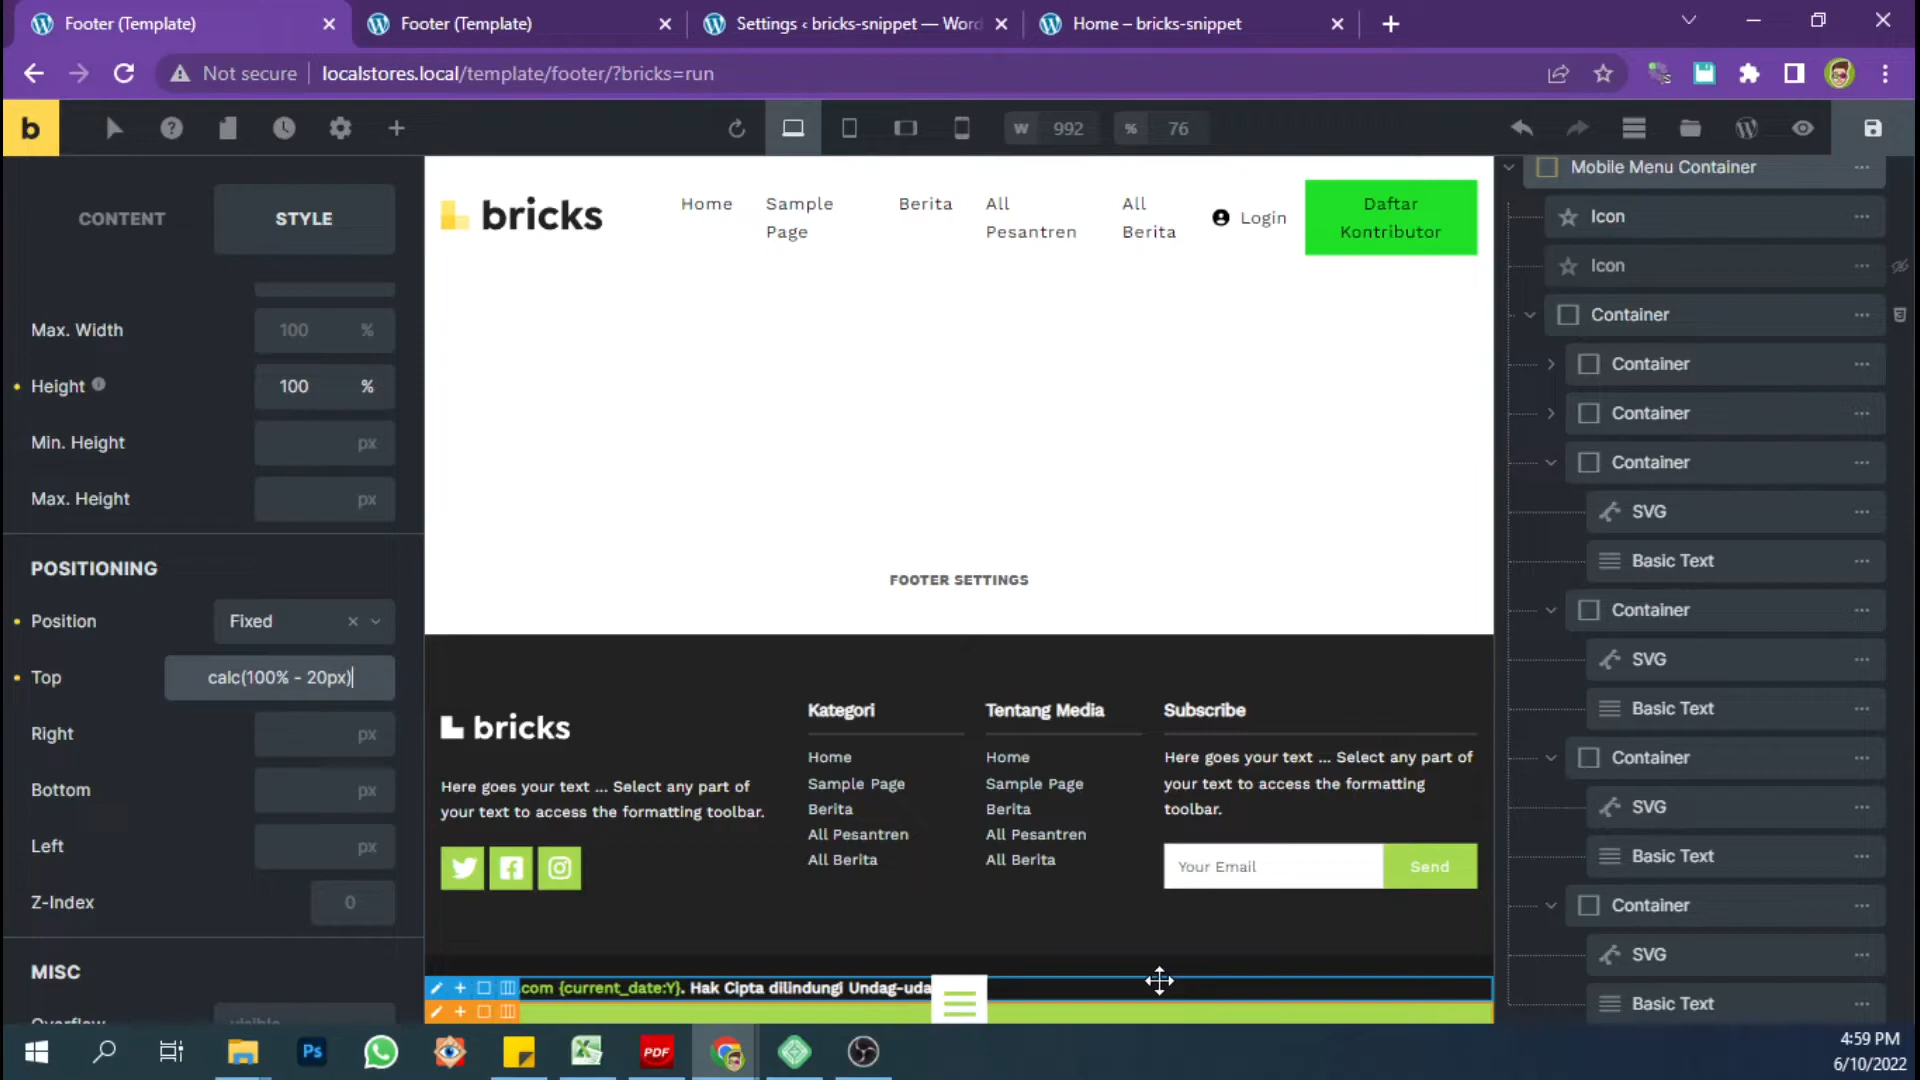 Footer (Template)
Footer (Template)
Settings ‹ bricks-snippet — Word
Home – bricks-snippet
Not secure
localstores.local/template/footer/?bricks=run
b
W 992
% 76
CONTENT
STYLE
Max. Width
100 %
Height
100 %
Min. Height
px
Max. Height
px
POSITIONING
Position
Fixed
Top
calc(100% - 20px)
Right
px
Bottom
px
Left
px
Z-Index
0
MISC
Overflow
visible
bricks
Home
Sample Page
Berita
All Pesantren
All Berita
Login
Daftar Kontributor
FOOTER SETTINGS
bricks
Here goes your text ... Select any part of
your text to access the formatting toolbar.
Kategori
Home
Sample Page
Berita
All Pesantren
All Berita
Tentang Media
Home
Sample Page
Berita
All Pesantren
All Berita
Subscribe
Here goes your text ... Select any part of
your text to access the formatting
toolbar.
Your Email
Send
.com {current_date:Y}. Hak Cipta dilindungi Undag-uda
Mobile Menu Container
Icon
Icon
Container
Container
Container
Container
SVG
Basic Text
Container
SVG
Basic Text
Container
SVG
Basic Text
Container
SVG
Basic Text
Ps
PDF
4:59 PM
6/10/2022